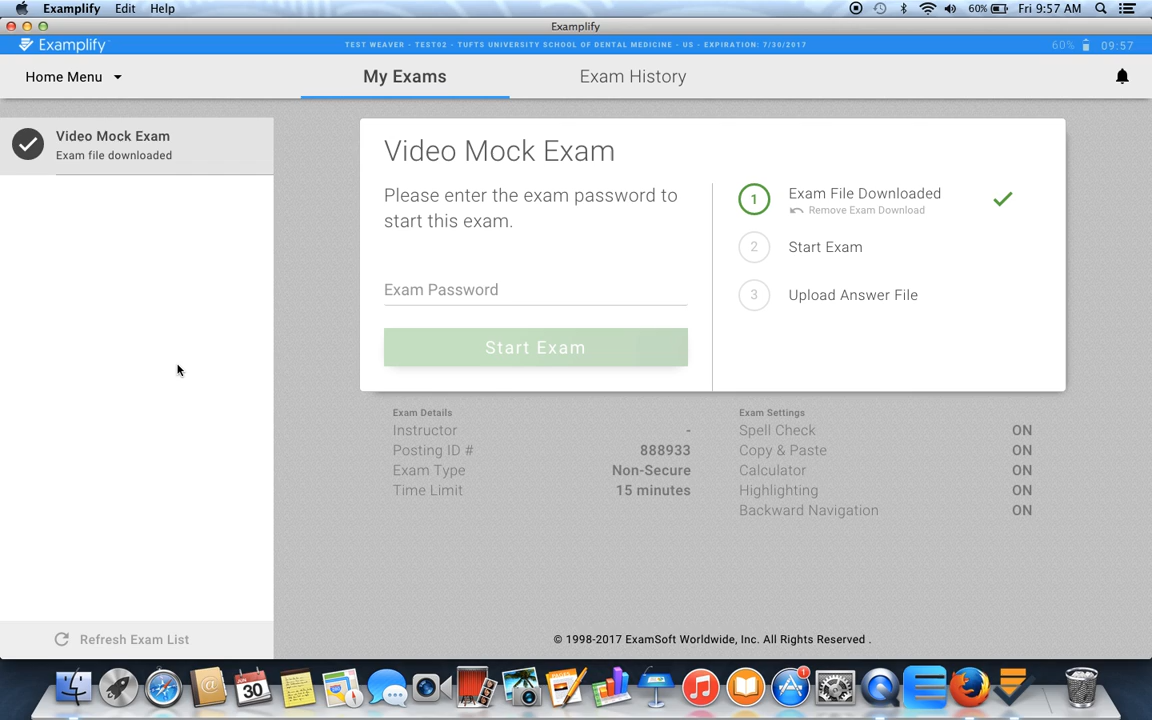 Examplify Edit Help 60% Fri 9:57 AM
Examplify
Examplify TEST WEAVER - TEST02 - TUFTS UNIVERSITY SCHOOL OF DENTAL MEDICINE - US - EXPIRATION: 7/30/2017 60% 09:57
Home Menu My Exams Exam History
Video Mock Exam
Exam file downloaded
Video Mock Exam
Please enter the exam password to
start this exam.
Exam Password
Start Exam
1 Exam File Downloaded
Remove Exam Download
2 Start Exam
3 Upload Answer File
Exam Details
Instructor -
Posting ID # 888933
Exam Type Non-Secure
Time Limit 15 minutes
Exam Settings
Spell Check ON
Copy & Paste ON
Calculator ON
Highlighting ON
Backward Navigation ON
Refresh Exam List
© 1998-2017 ExamSoft Worldwide, Inc. All Rights Reserved .
JUN
30
1